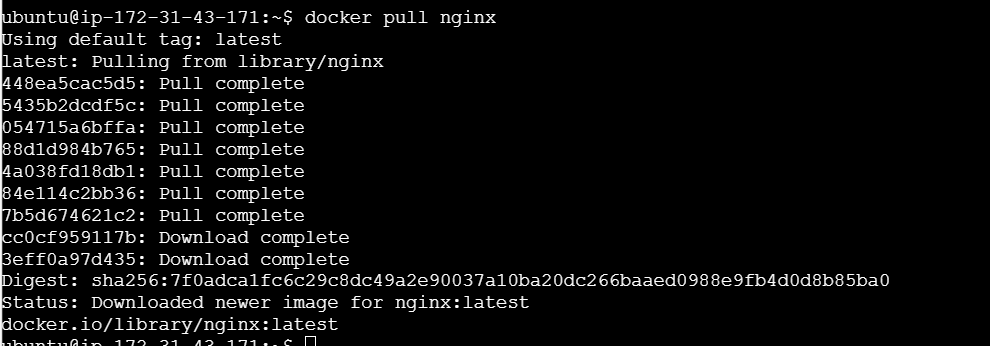 ubuntu@ip-172-31-43-171:~$ docker pull nginx
Using default tag: latest
latest: Pulling from library/nginx
448ea5cac5d5: Pull complete
5435b2dcdf5c: Pull complete
054715a6bffa: Pull complete
88d1d984b765: Pull complete
4a038fd18db1: Pull complete
84e114c2bb36: Pull complete
7b5d674621c2: Pull complete
cc0cf959117b: Download complete
3eff0a97d435: Download complete
Digest: sha256:7f0adca1fc6c29c8dc49a2e90037a10ba20dc266baaed0988e9fb4d0d8b85ba0
Status: Downloaded newer image for nginx:latest
docker.io/library/nginx:latest
ubuntu@ip-172-31-43-171:~$